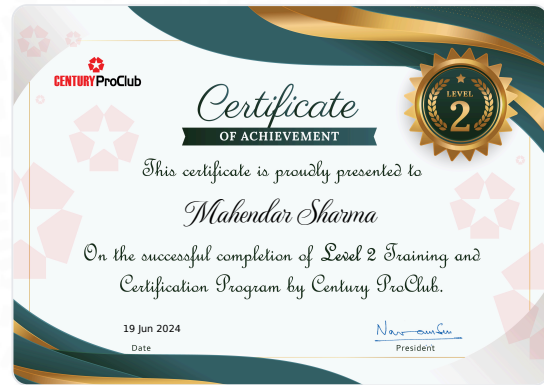 CENTURY ProClub
Certificate
OF ACHIEVEMENT
LEVEL
2
This certificate is proudly presented to
Mahendar Sharma
On the successful completion of Level 2 Training and
Certification Program by Century ProClub.
19 Jun 2024
Date
President